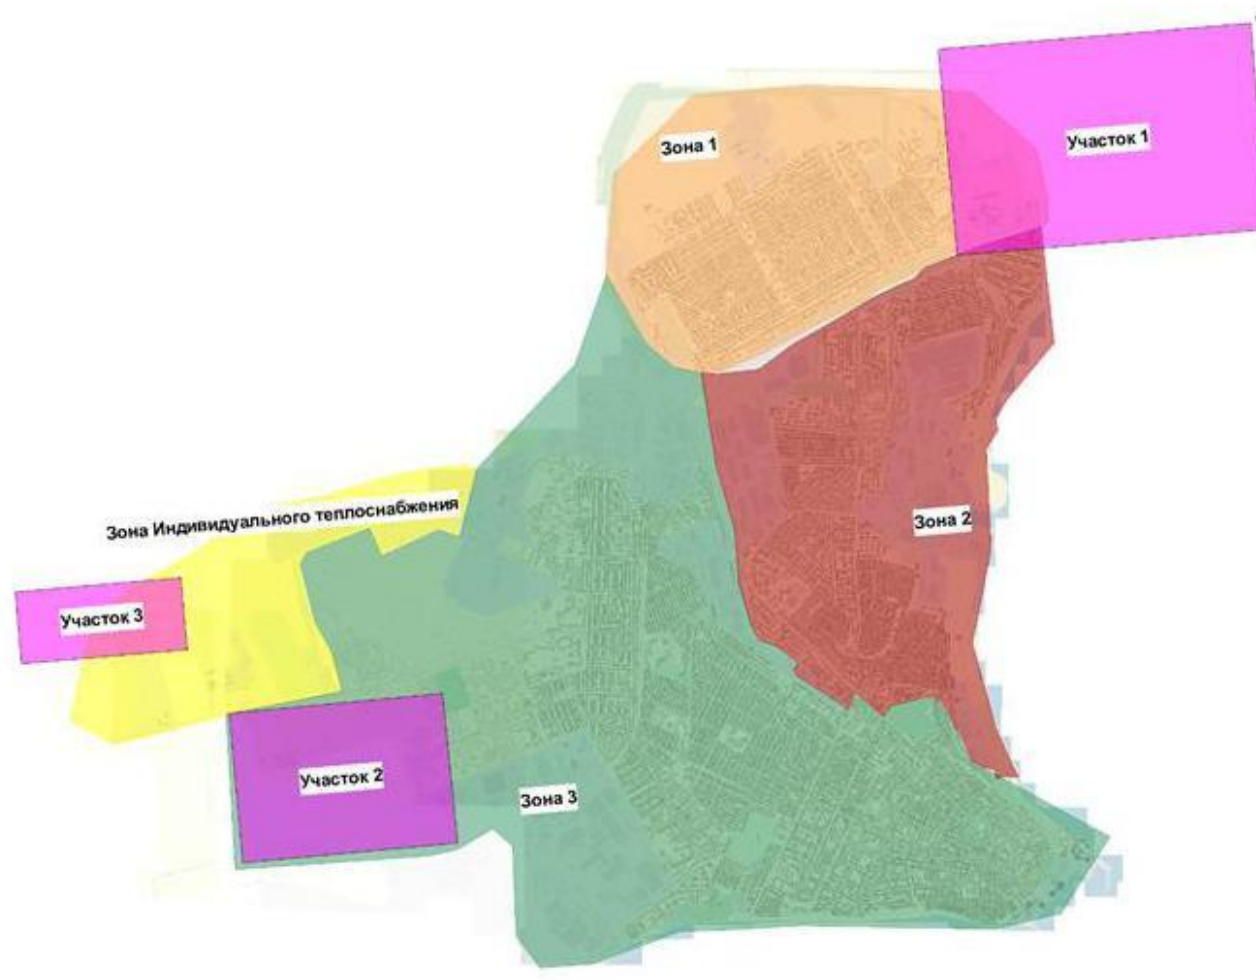 Участок 1
Зона 1
Зона Индивидуального теплоснабжения
Зона 2
Участок 3
Участок 2
Зона 3